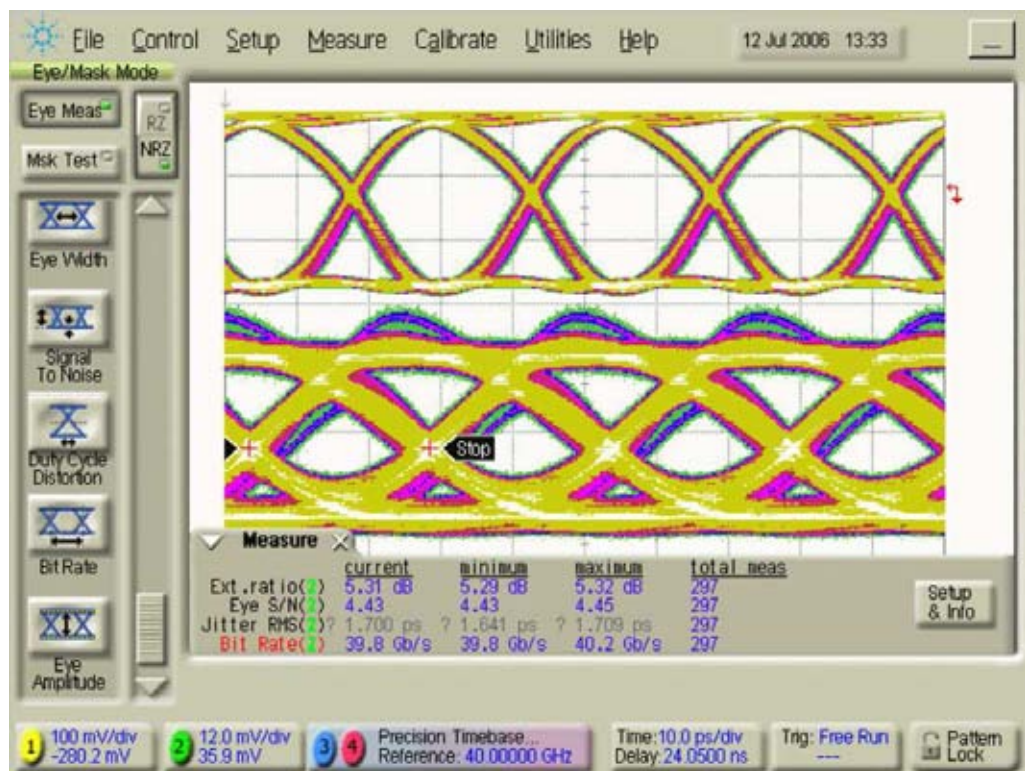 File Control Setup Measure Calibrate Utilities Help 12 Jul 2006 13:33
Eye/Mask Mode
Eye Meas
RZ
NRZ
Msk Test
Eye Width
Signal
To Noise
Stop
Duty Cycle
Distortion
Bit Rate
Eye
Amplitude
Measure
current minimum maximum total meas
Ext.ratio(2) 5.31 dB 5.29 dB 5.32 dB 297
Eye S/N(2) 4.43 4.43 4.45 297
Jitter RMS(2)? 1.700 ps ? 1.641 ps ? 1.709 ps 297
Bit Rate(2) 39.8 Gb/s 39.8 Gb/s 40.2 Gb/s 297
Setup
& Info
1 100 mV/div
-280.2 mV
2 12.0 mV/div
35.9 mV
3 4 Precision Timebase...
Reference: 40.00000 GHz
Time:10.0 ps/div
Delay:24.0500 ns
Trig: Free Run
---
Pattern
Lock